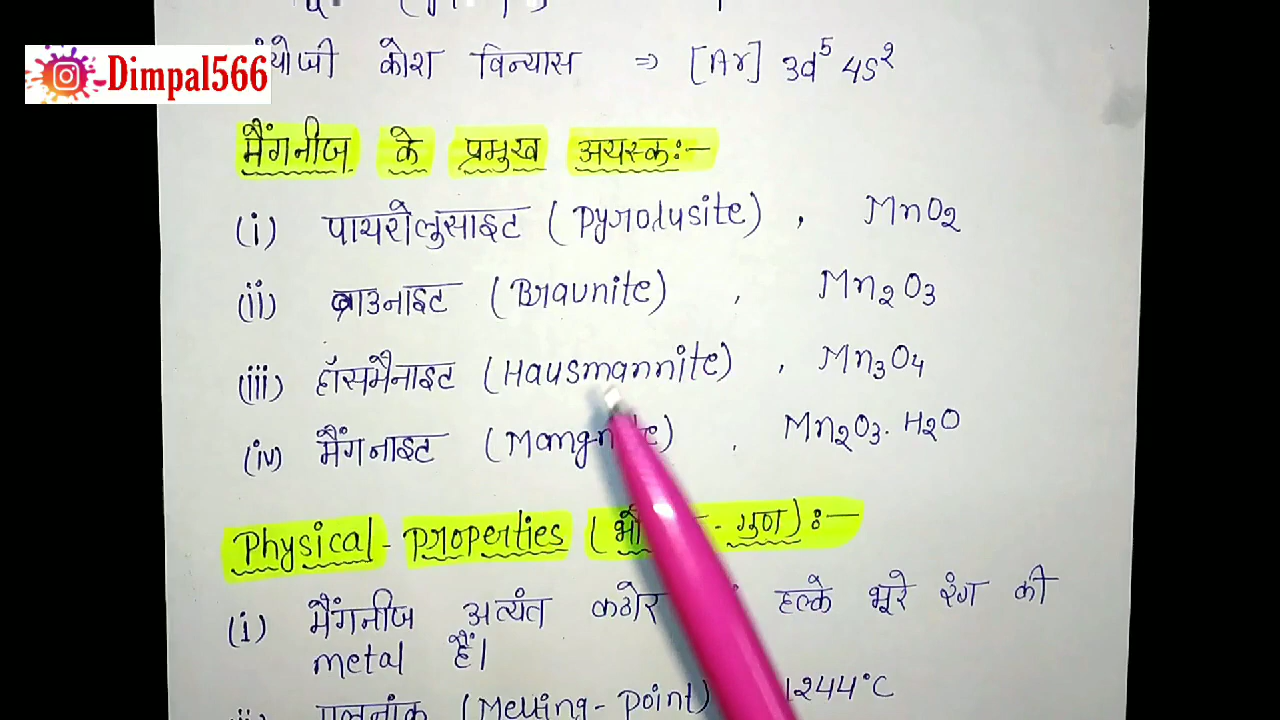 -Dimpal566
कोश विन्यास ⇒ [Ar] 3d⁵ 4s²
मैंगनीज के प्रमुख अयस्क:-
(i) पायरोलुसाइट (Pyrolusite) , MnO₂
(ii) ब्राउनाइट (Braunite) , Mn₂O₃
(iii) हॉसमैनाइट (Hausmannite) , Mn₃O₄
(iv) मैंगनाइट , Mn₂O₃. H₂O
Physical-Properties ( - गुण):-
(i) मैंगनीज अत्यंत कठोर हल्के भूरे रंग की
metal हैं।
(Melting-Point) 1244°C